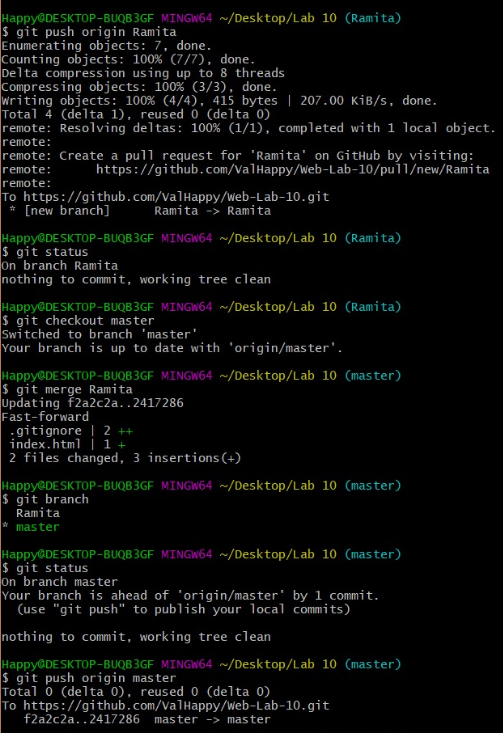 Happy@DESKTOP-BUQB3GF MINGW64 ~/Desktop/Lab 10 (Ramita)
$ git push origin Ramita
Enumerating objects: 7, done.
Counting objects: 100% (7/7), done.
Delta compression using up to 8 threads
Compressing objects: 100% (3/3), done.
Writing objects: 100% (4/4), 415 bytes | 207.00 KiB/s, done.
Total 4 (delta 1), reused 0 (delta 0)
remote: Resolving deltas: 100% (1/1), completed with 1 local object.
remote:
remote: Create a pull request for 'Ramita' on GitHub by visiting:
remote:      https://github.com/ValHappy/Web-Lab-10/pull/new/Ramita
remote:
To https://github.com/ValHappy/Web-Lab-10.git
 * [new branch]      Ramita -> Ramita
Happy@DESKTOP-BUQB3GF MINGW64 ~/Desktop/Lab 10 (Ramita)
$ git status
On branch Ramita
nothing to commit, working tree clean
Happy@DESKTOP-BUQB3GF MINGW64 ~/Desktop/Lab 10 (Ramita)
$ git checkout master
Switched to branch 'master'
Your branch is up to date with 'origin/master'.
Happy@DESKTOP-BUQB3GF MINGW64 ~/Desktop/Lab 10 (master)
$ git merge Ramita
Updating f2a2c2a..2417286
Fast-forward
 .gitignore | 2 ++
 index.html | 1 +
 2 files changed, 3 insertions(+)
Happy@DESKTOP-BUQB3GF MINGW64 ~/Desktop/Lab 10 (master)
$ git branch
  Ramita
* master
Happy@DESKTOP-BUQB3GF MINGW64 ~/Desktop/Lab 10 (master)
$ git status
On branch master
Your branch is ahead of 'origin/master' by 1 commit.
  (use "git push" to publish your local commits)
nothing to commit, working tree clean
Happy@DESKTOP-BUQB3GF MINGW64 ~/Desktop/Lab 10 (master)
$ git push origin master
Total 0 (delta 0), reused 0 (delta 0)
To https://github.com/ValHappy/Web-Lab-10.git
   f2a2c2a..2417286  master -> master